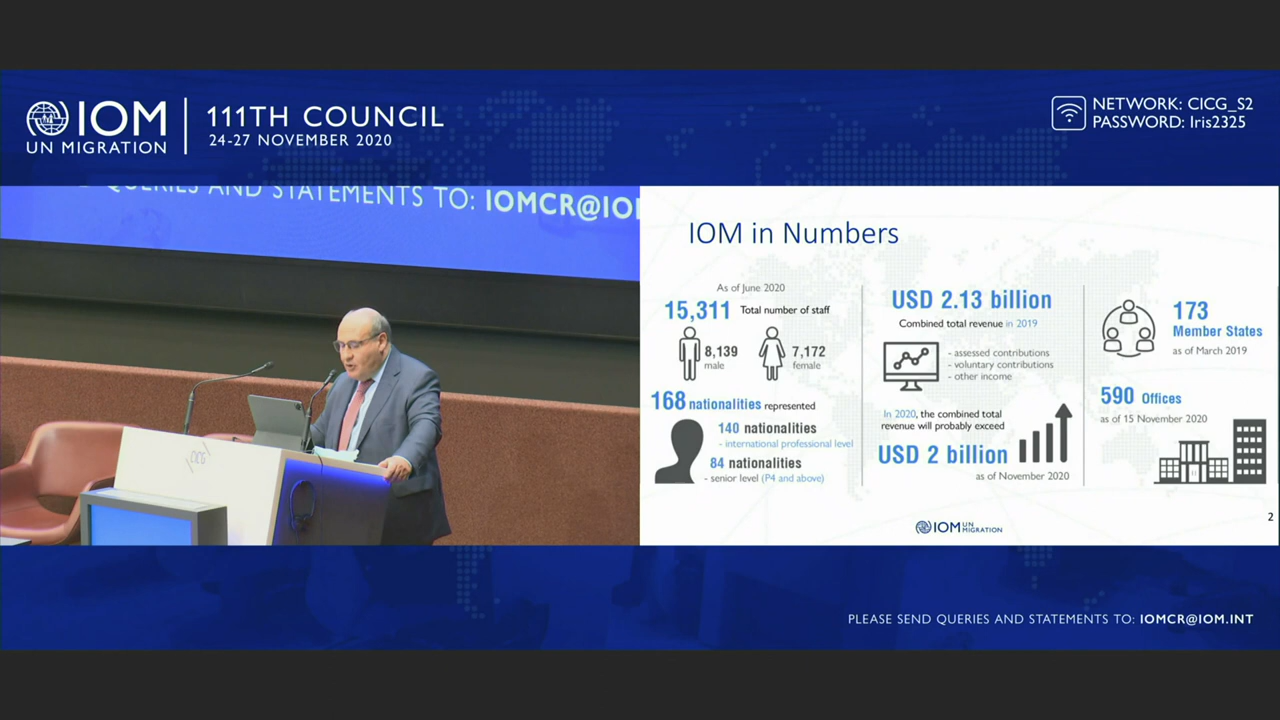 IOM
UN MIGRATION
111TH COUNCIL
24-27 NOVEMBER 2020
NETWORK: CICG_S2
PASSWORD: Iris2325
QUERIES AND STATEMENTS TO: IOMCR@IO
CICG
IOM in Numbers
As of June 2020
15,311 Total number of staff
8,139
male
7,172
female
168 nationalities represented
140 nationalities
- international professional level
84 nationalities
- senior level (P4 and above)
USD 2.13 billion
Combined total revenue in 2019
- assessed contributions
- voluntary contributions
- other income
In 2020, the combined total
revenue will probably exceed
USD 2 billion
as of November 2020
173
Member States
as of March 2019
590 Offices
as of 15 November 2020
IOM UN MIGRATION
2
PLEASE SEND QUERIES AND STATEMENTS TO: IOMCR@IOM.INT